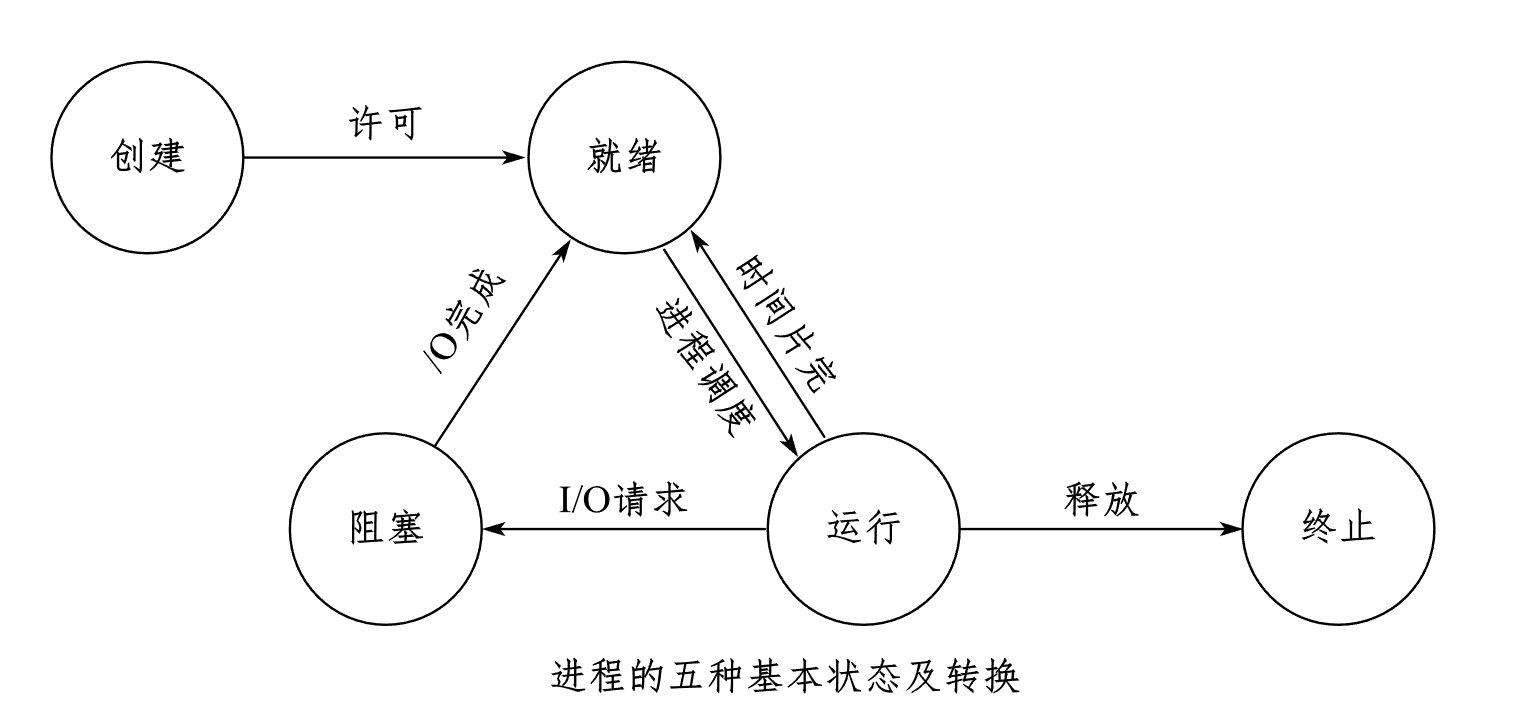 许可
创建
就绪
时间片完
/O完成
进程调度
I/O请求
释放
阻塞
运行
终止
进程的五种基本状态及转换